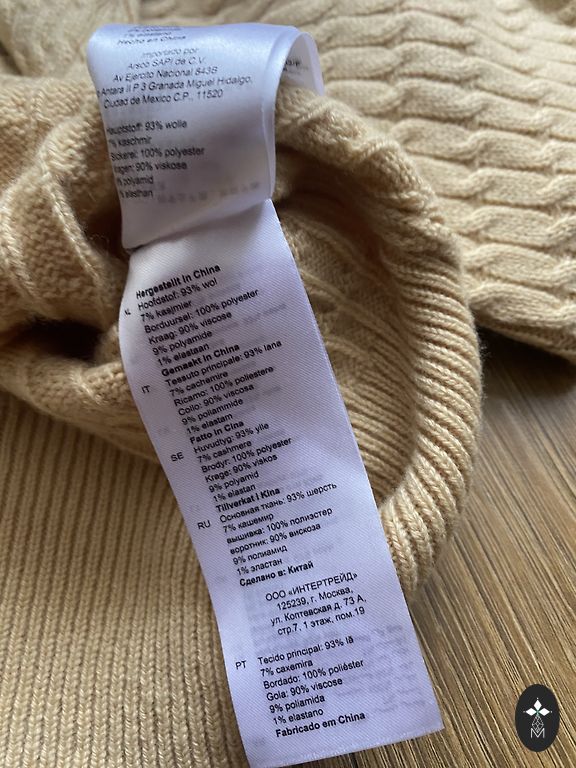 1% elastano
Hecho en China
Importado por
Arsco SAPI de C.V.
Av Ejercito Nacional 843B
Antara II P 3 Granada Miguel Hidalgo,
Ciudad de Mexico C.P., 11520
Hauptstoff: 93% wolle
7% kaschmir
Stickerei: 100% polyester
Kragen: 90% viskose
polyamid
elasthan
Hergestellt in China
NL
Hoofdstof: 93% wol
7% kasjmier
Borduursel: 100% polyester
Kraag: 90% viscose
9% polyamide
1% elastaan
Gemaakt in China
IT
Tessuto principale: 93% lana
7% cachemire
Ricamo: 100% poliestere
Collo: 90% viscosa
9% poliammide
1% elastam
Fatto in Cina
SE
Huvudtyg: 93% ylle
7% cashmere
Brodyr: 100% polyester
Krage: 90% viskos
9% polyamid
1% elastan
Tillverkat i Kina
RU
Основная ткань: 93% шерсть
7% кашемир
вышивка: 100% полиэстер
воротник: 90% вискоза
9% полиамид
1% эластан
Сделано в: Китай
ООО «ИНТЕРТРЕЙД»
125239, г. Москва,
ул. Коптевская д. 73 А,
стр.7, 1 этаж, пом.19
PT
Tecido principal: 93% lã
7% caxemira
Bordado: 100% poliéster
Gola: 90% viscose
9% poliamida
1% elastano
Fabricado em China
M